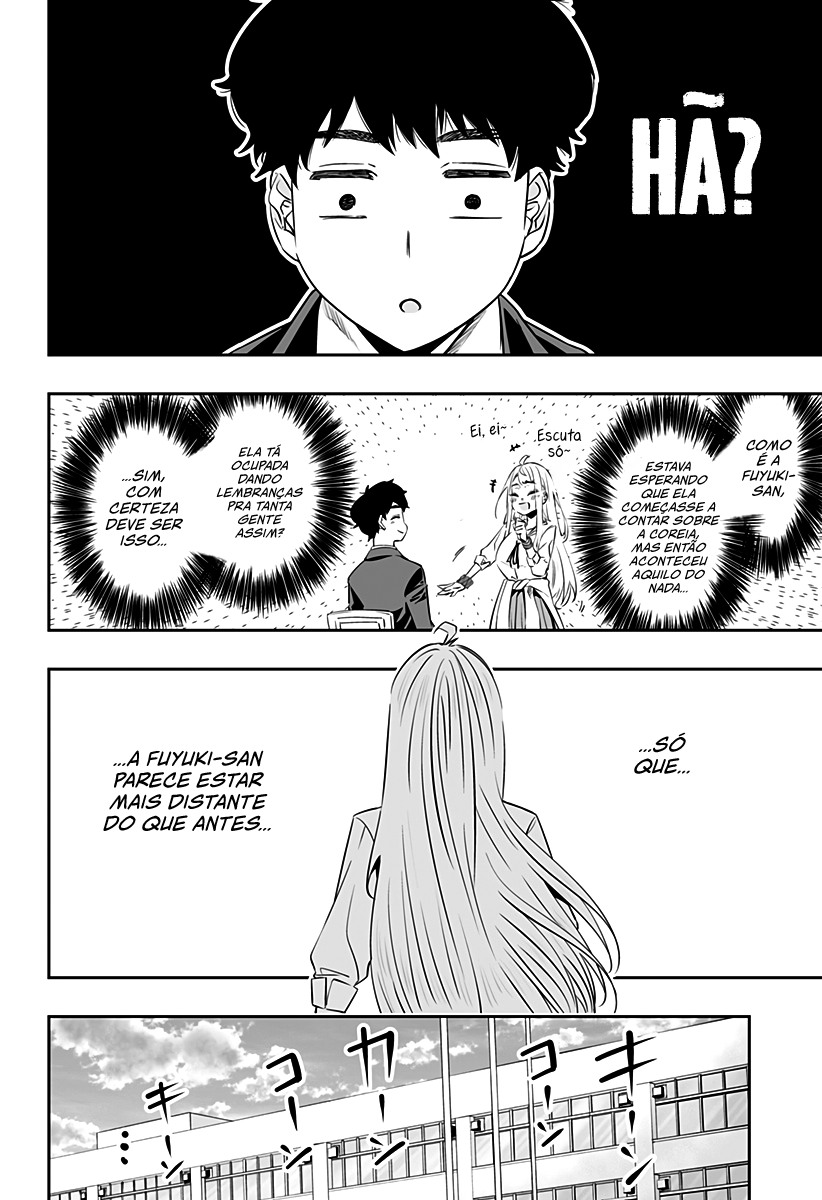 HÃ?
COMO
É A
FUYUKI-
SAN,
ESTAVA
ESPERANDO
QUE ELA
COMEÇASSE A
CONTAR SOBRE
A COREIA,
MAS ENTÃO
ACONTECEU
AQUILO DO
NADA...
Ei, ei~
Escuta
só~
ELA TÁ
OCUPADA
DANDO
LEMBRANÇAS
PRA TANTA
GENTE
ASSIM?
...SIM,
COM
CERTEZA
DEVE SER
ISSO...
...SÓ
QUE...
...A FUYUKI-SAN
PARECE ESTAR
MAIS DISTANTE
DO QUE ANTES...
キーン
コーン
カーン
コーン
…